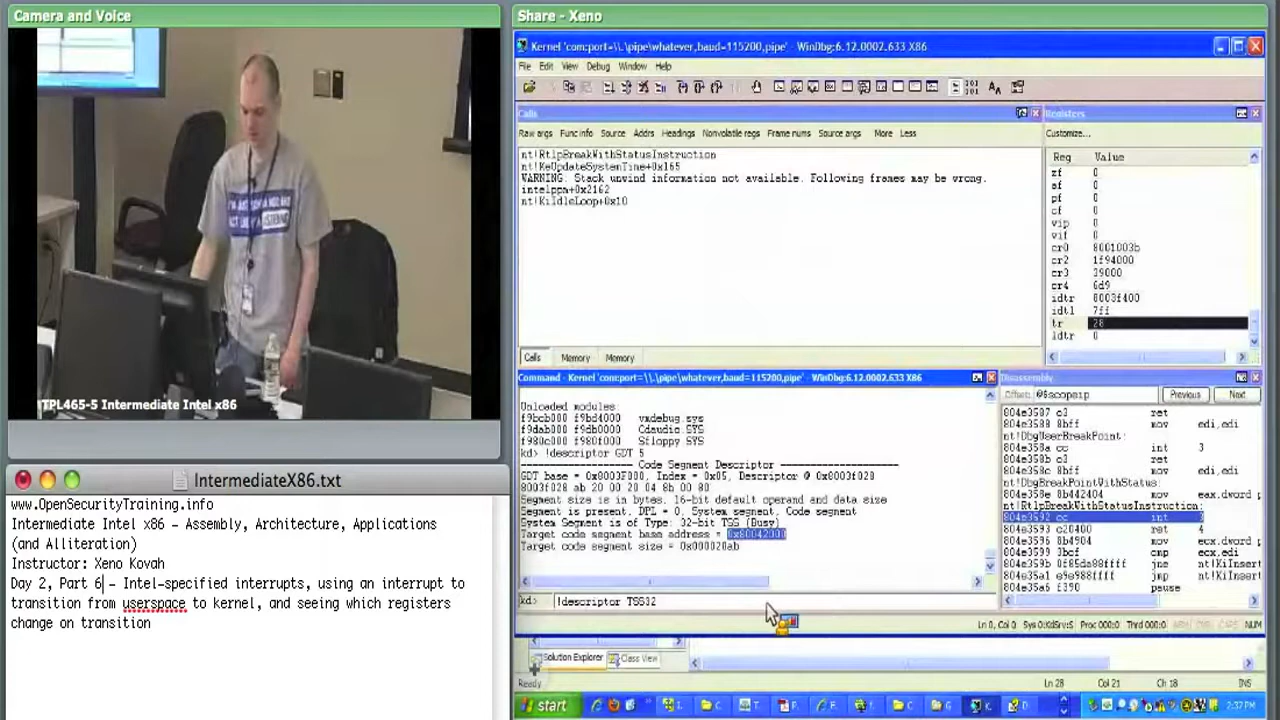 Camera and Voice
TPL465-5 Intermediate Intel x86
IntermediateX86.txt
www.OpenSecurityTraining.info
Intermediate Intel x86 – Assembly, Architecture, Applications
(and Alliteration)
Instructor: Xeno Kovah
Day 2, Part 6 – Intel-specified interrupts, using an interrupt to
transition from userspace to kernel, and seeing which registers
change on transition
Share - Xeno
Kernel 'com:port=\\.\pipe\whatever,baud=115200,pipe' - WinDbg:6.12.0002.633 X86
File Edit View Debug Window Help
Calls
Raw args Func info Source Addrs Headings Nonvolatile regs Frame nums Source args More Less
nt!RtlpBreakWithStatusInstruction
nt!KeUpdateSystemTime+0x165
WARNING: Stack unwind information not available. Following frames may be wrong.
intelppm+0x2162
nt!KiIdleLoop+0x10
Calls Memory Memory
Registers
Customize...
Reg Value
zf 0
af 0
pf 0
cf 0
vip 0
vif 0
cr0 8001003b
cr2 1f94000
cr3 39000
cr4 6d9
idtr 8003f400
idtl 7ff
tr 28
ldtr 0
Command - Kernel 'com:port=\\.\pipe\whatever,baud=115200,pipe' - WinDbg:6.12.0002.633 X86
Unloaded modules:
f9bcb000 f9bd4000 vmdebug.sys
f9dab000 f9db0000 Cdaudio.SYS
f980c000 f980f000 Sfloppy.SYS
kd> !descriptor GDT 5
------------------- Code Segment Descriptor --------------------
GDT base = 0x8003F000, Index = 0x05, Descriptor @ 0x8003f028
8003f028 ab 20 00 20 04 8b 00 80
Segment size is in bytes, 16-bit default operand and data size
Segment is present, DPL = 0, System segment, Code segment
System Segment is of Type: 32-bit TSS (Busy)
Target code segment base address = 0x80042000
Target code segment size = 0x000020ab
kd> !descriptor TSS32
Disassembly
Offset: @$scopeip Previous Next
804e3587 c3 ret
804e3588 8bff mov edi,edi
nt!DbgUserBreakPoint:
804e358a cc int 3
804e358b c3 ret
804e358c 8bff mov edi,edi
nt!DbgBreakPointWithStatus:
804e358e 8b442404 mov eax,dword p
nt!RtlpBreakWithStatusInstruction:
804e3592 cc int 3
804e3593 c20400 ret 4
804e3596 8b4904 mov ecx,dword p
804e3599 3bcf cmp ecx,edi
804e359b 0f85da98ffff jne nt!KiInser
804e35a1 e9e988ffff jmp nt!KiInser
804e35a6 f390 pause
Ln 0, Col 0 Sys 0:KdSrv:S Proc 000:0 Thrd 000:0 ASM OVR CAPS NUM
Solution Explorer Class View
Ready Ln 28 Col 21 Ch 18 INS
start 2:37 PM